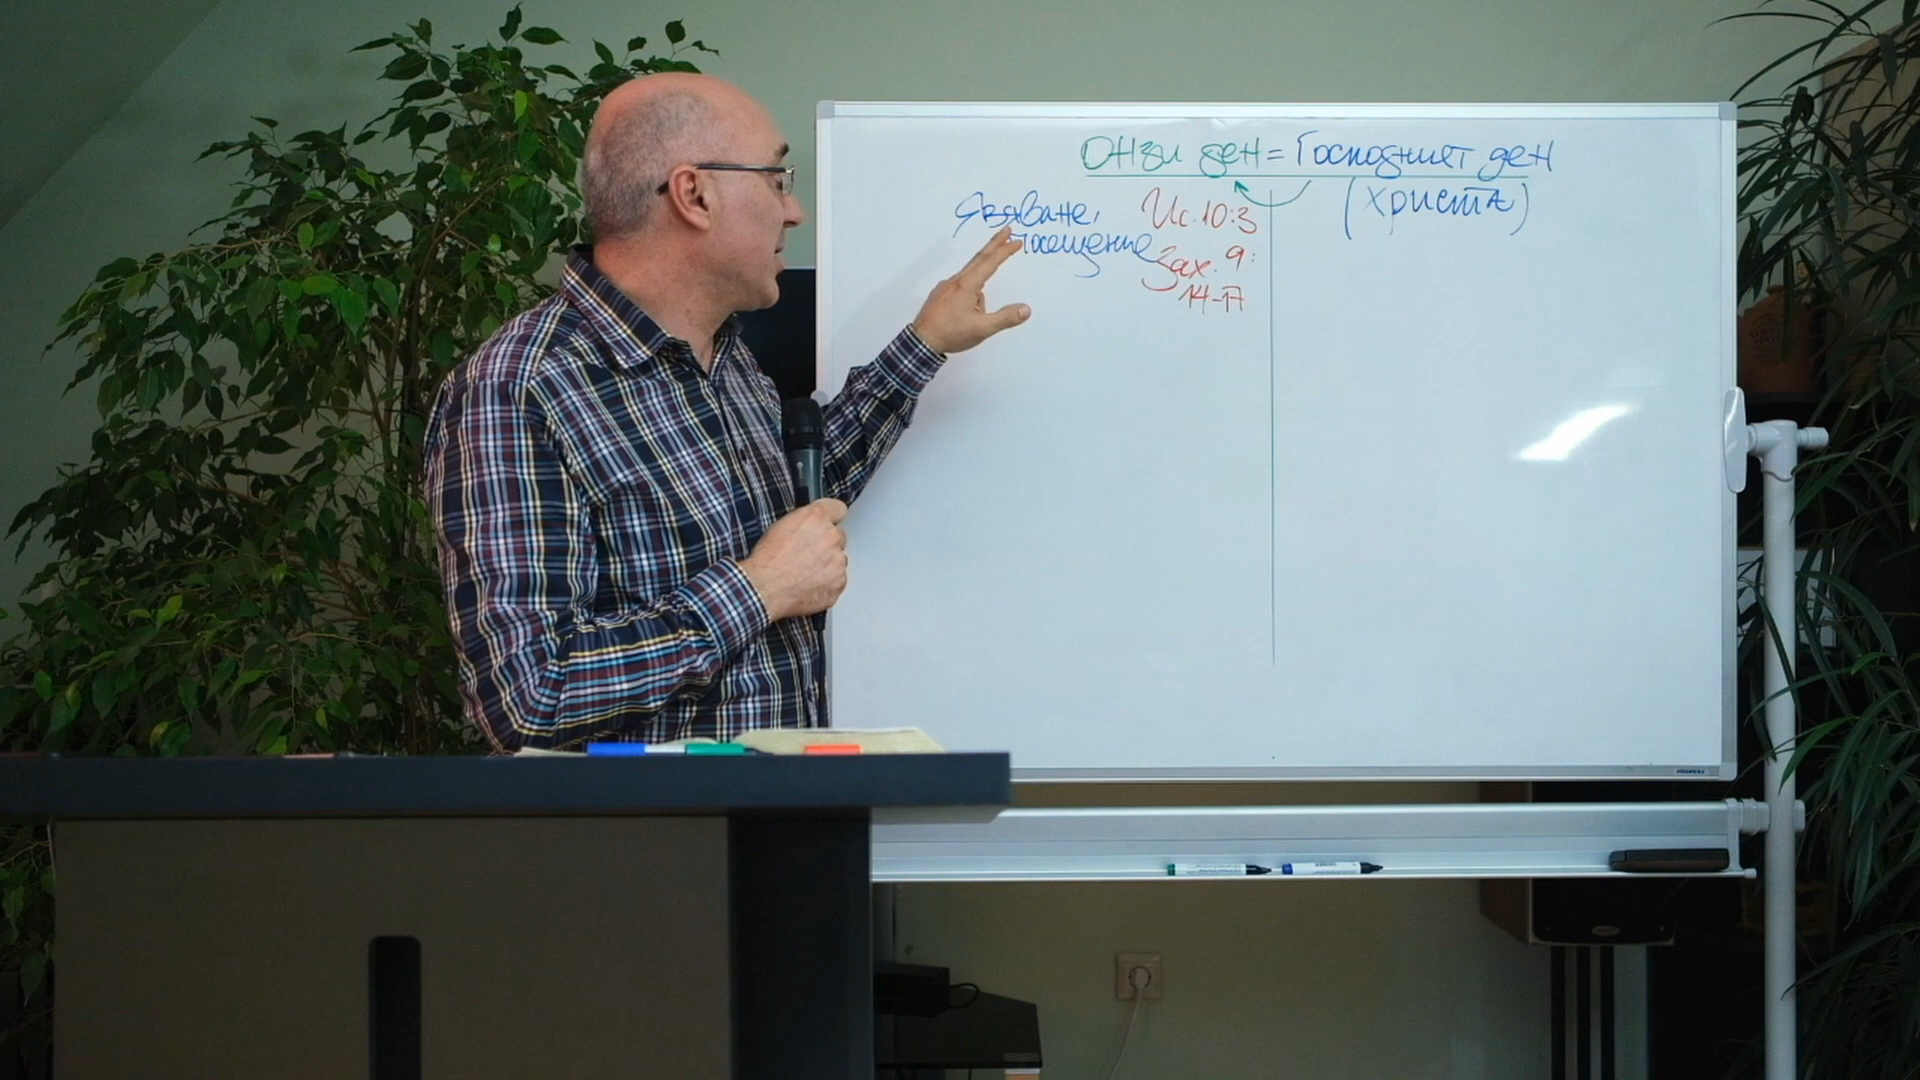 Онзи ден = Господният ден
(Христа)
Явяване,
посещение
Ис. 10:3
Зах. 9:
14-17